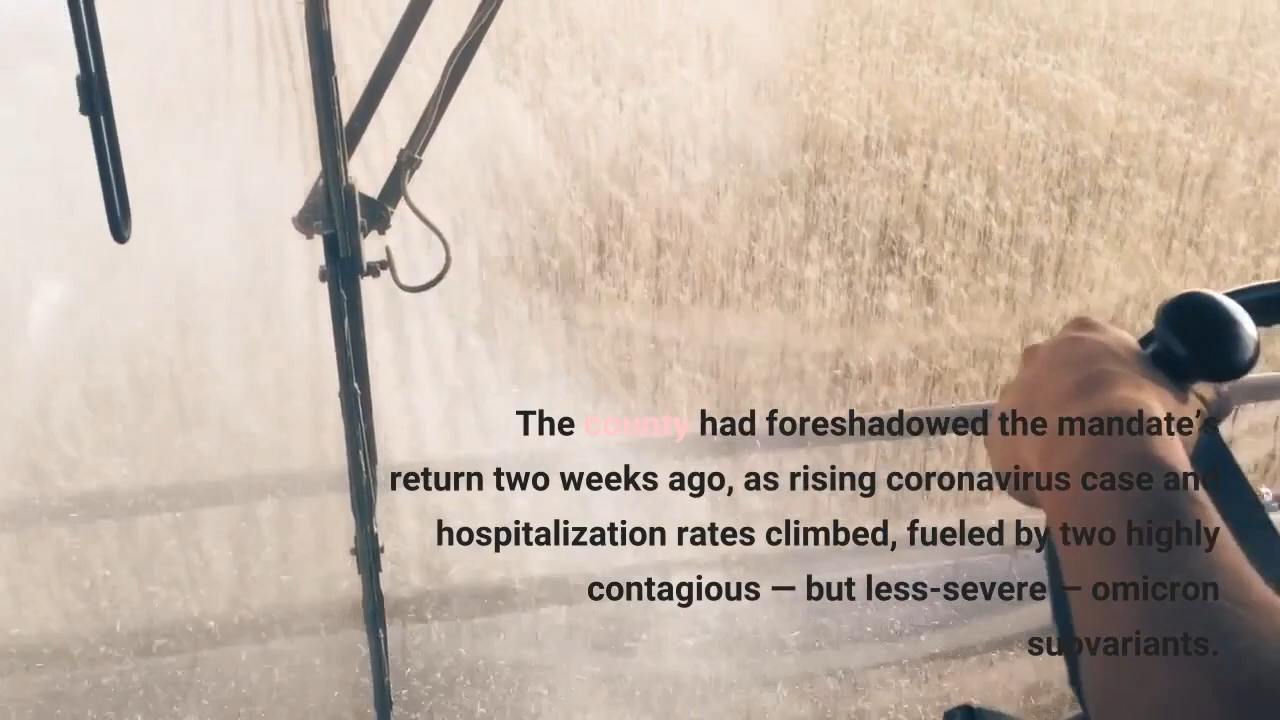 The county had foreshadowed the mandate’s
return two weeks ago, as rising coronavirus case and
hospitalization rates climbed, fueled by two highly
contagious — but less-severe — omicron
subvariants.